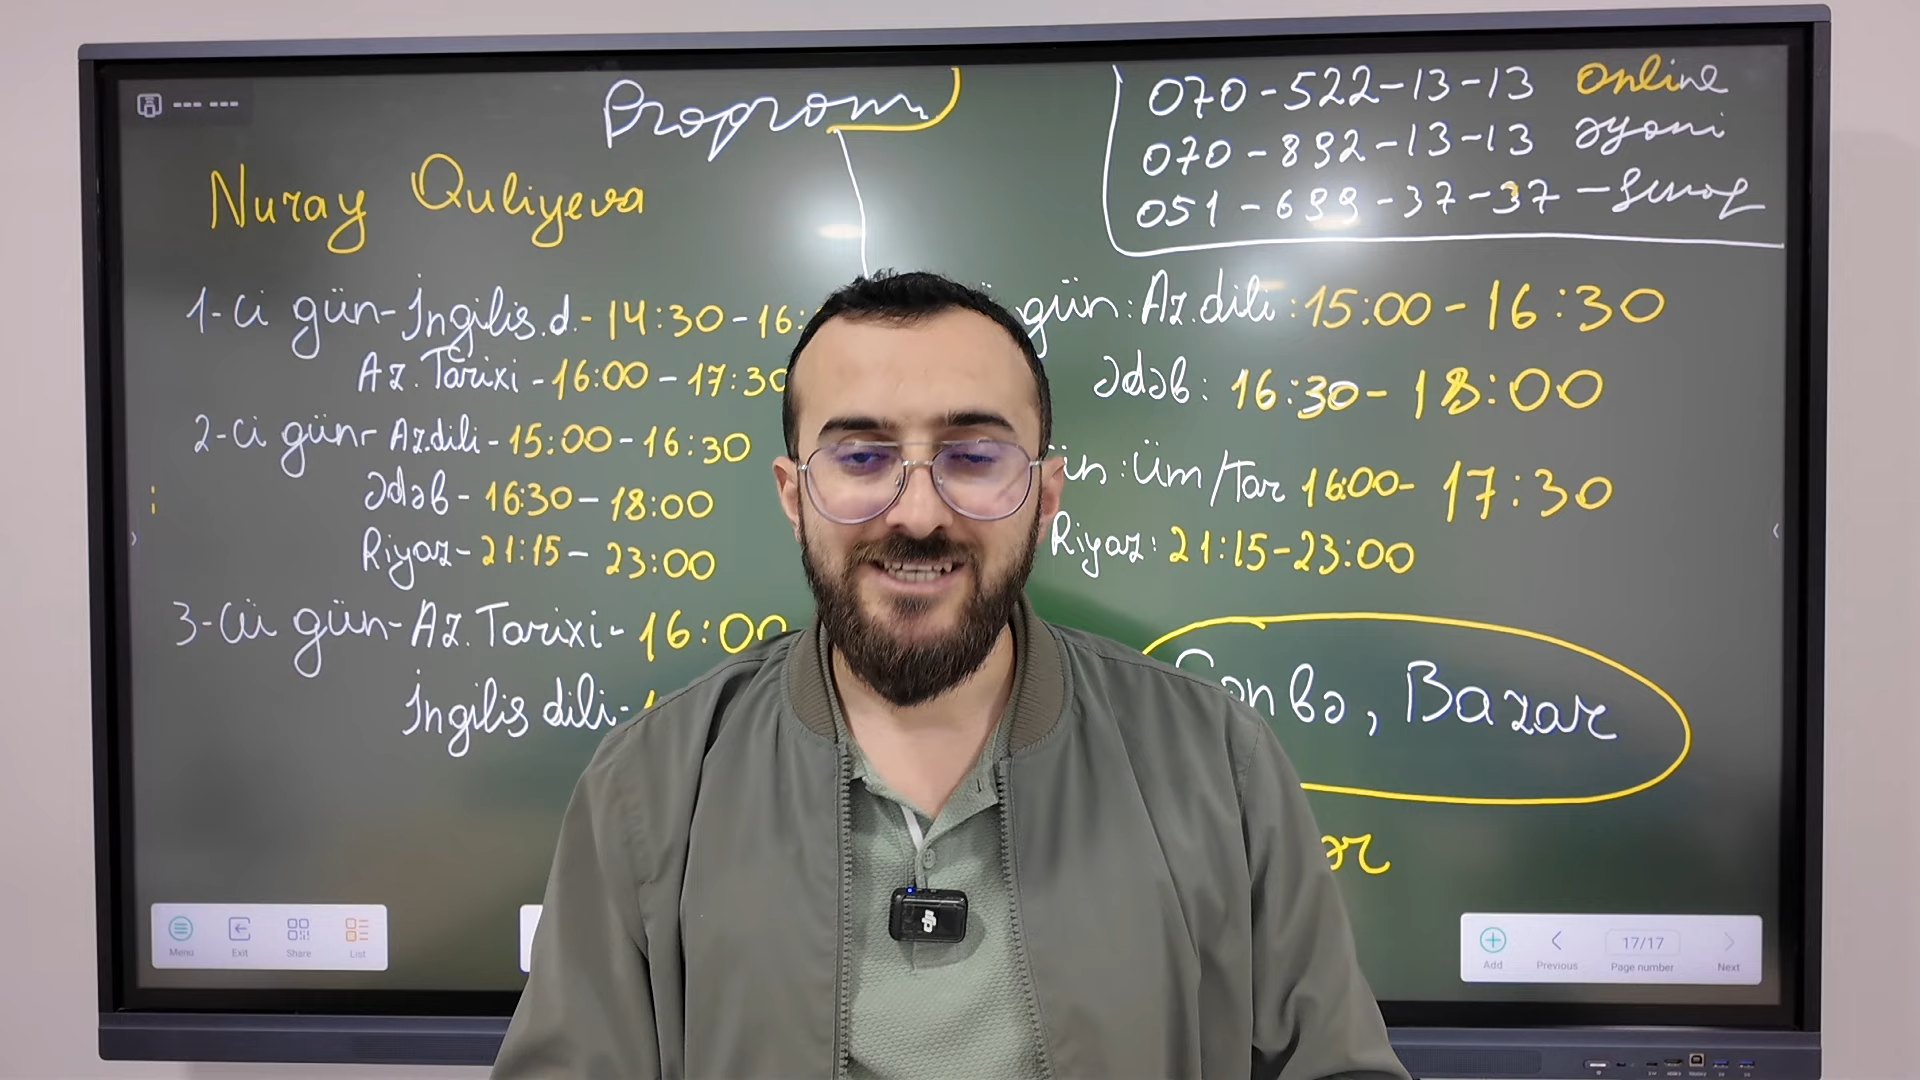 Proqram
070-522-13-13 Online
070-892-13-13 əyani
051-699-37-37 -
Nuray Quliyeva
1-ci gün-İngilis.d.-14:30-16:
Az. Tarixi -16:00-17:30
2-ci gün- Az.dili-15:00-16:30
Ədəb-16:30-18:00
Riyaz-21:15-23:00
3-cü gün-Az.Tarixi-16:00
İngilis dili-
gün: Az.dili:15:00-16:30
Ədəb: 16:30-18:00
ün:Üm/Tar 16:00-17:30
Riyaz: 21:15-23:00
ənbə, Bazar
ər
Menu Exit Share List
Add Previous 17/17 Page number Next